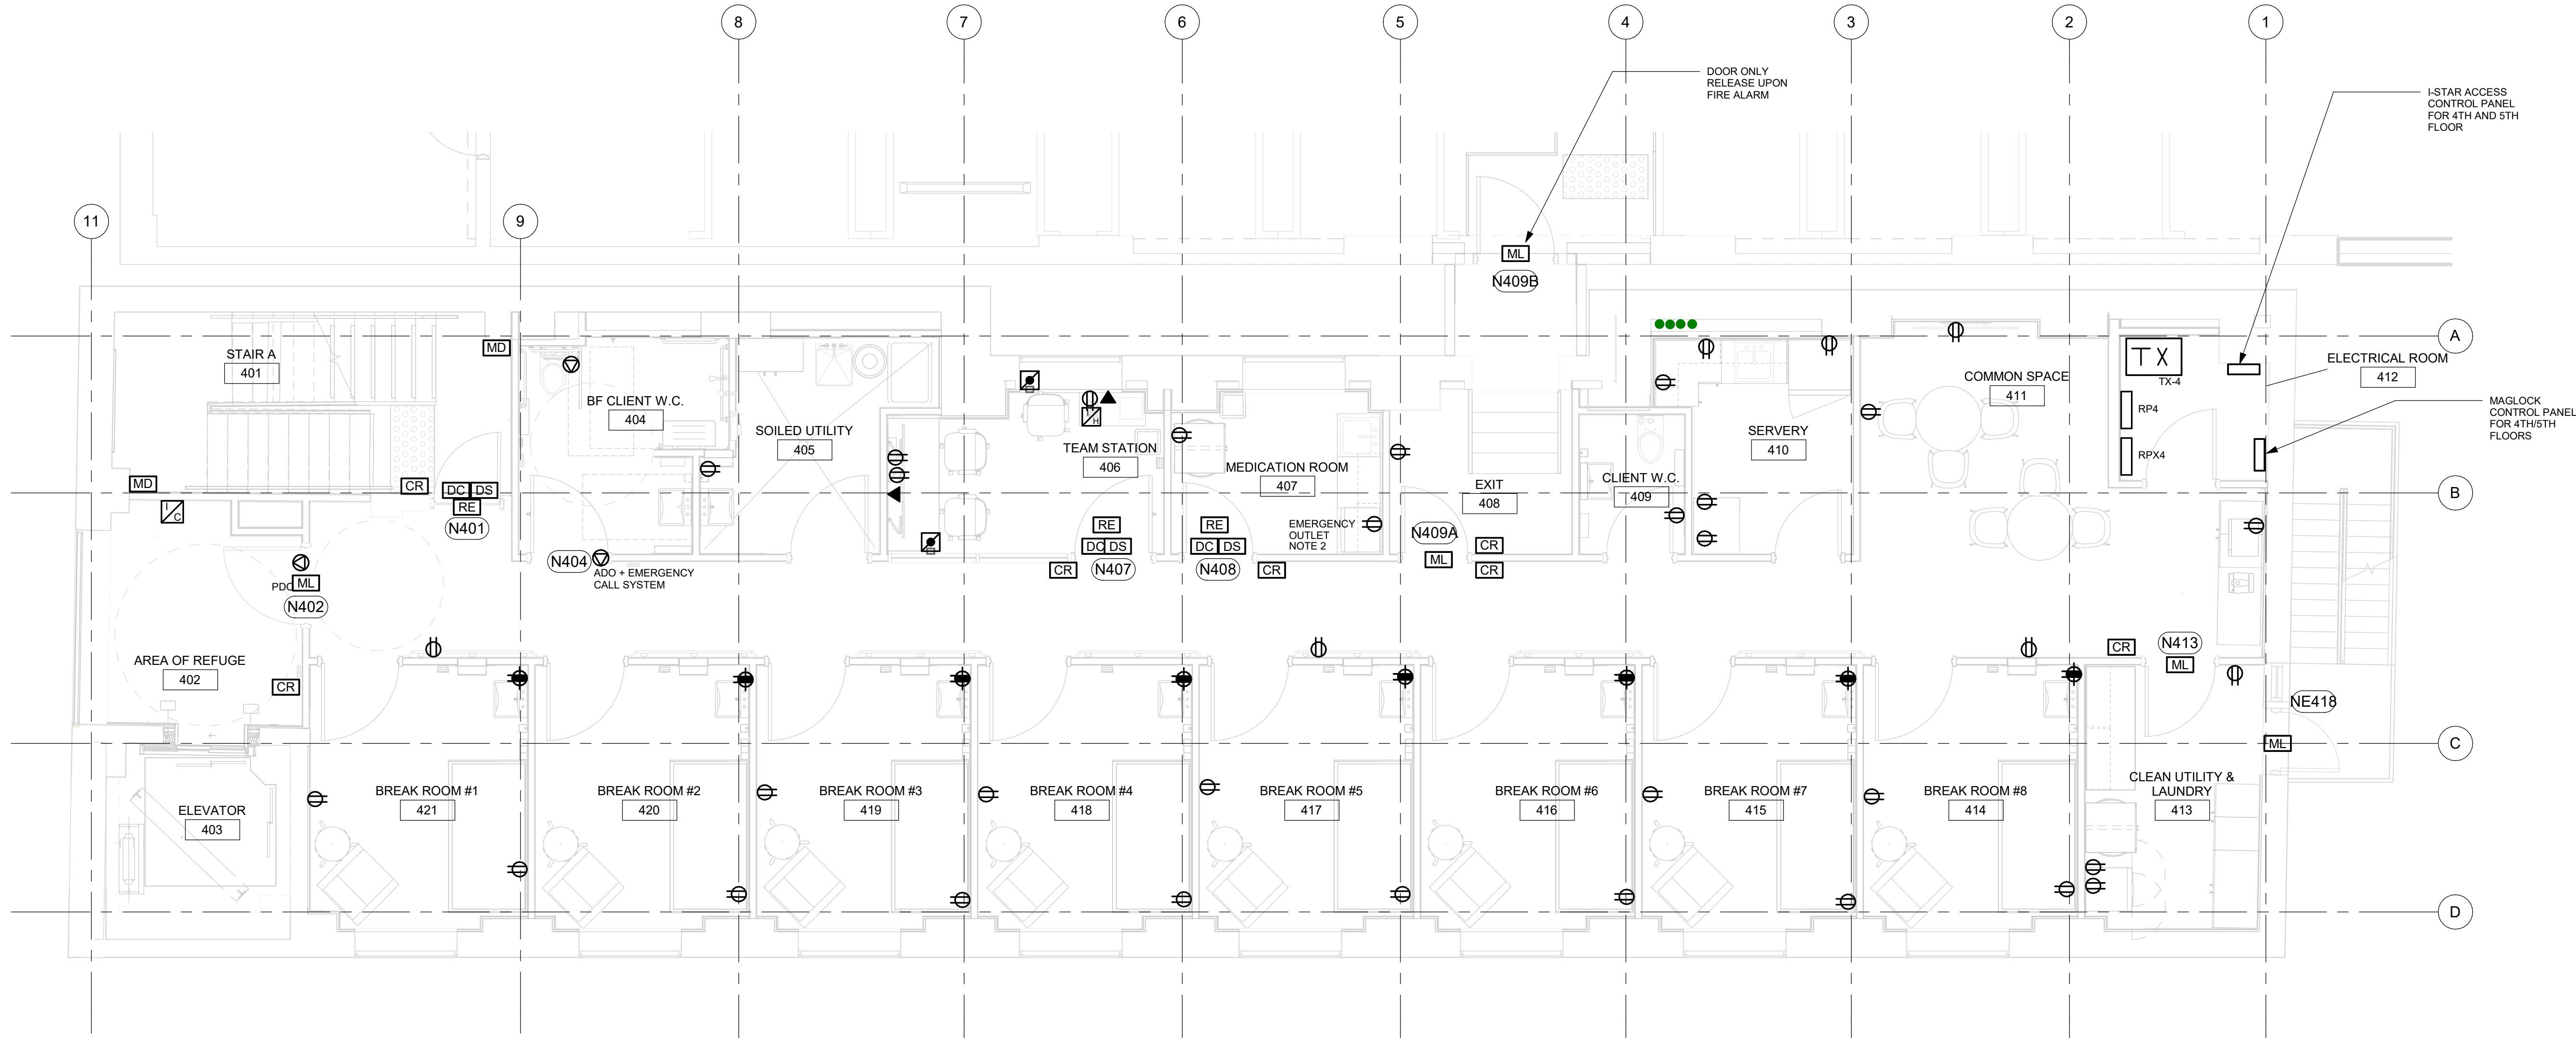 8
7
6
5
4
3
2
1
DOOR ONLY
RELEASE UPON
FIRE ALARM
I-STAR ACCESS
CONTROL PANEL
FOR 4TH AND 5TH
FLOOR
11
9
ML
N409B
A
STAIR A
401
MD
TX
TX-4
ELECTRICAL ROOM
412
COMMON SPACE
411
BF CLIENT W.C.
404
SOILED UTILITY
405
H
RP4
MAGLOCK
CONTROL PANEL
FOR 4TH/5TH
FLOORS
TEAM STATION
406
SERVERY
410
RPX4
MEDICATION ROOM
407
CLIENT W.C.
409
EXIT
408
MD
CR
DC
DS
RE
N401
B
I
C
RE
DC
DS
N407
CR
RE
DC
DS
N408
CR
EMERGENCY
OUTLET
NOTE 2
N409A
ML
CR
CR
N404
ADO + EMERGENCY
CALL SYSTEM
PDO
ML
N402
AREA OF REFUGE
402
CR
CR
N413
ML
NE418
ML
C
ELEVATOR
403
BREAK ROOM #1
421
BREAK ROOM #2
420
BREAK ROOM #3
419
BREAK ROOM #4
418
BREAK ROOM #5
417
BREAK ROOM #6
416
BREAK ROOM #7
415
BREAK ROOM #8
414
CLEAN UTILITY &
LAUNDRY
413
D